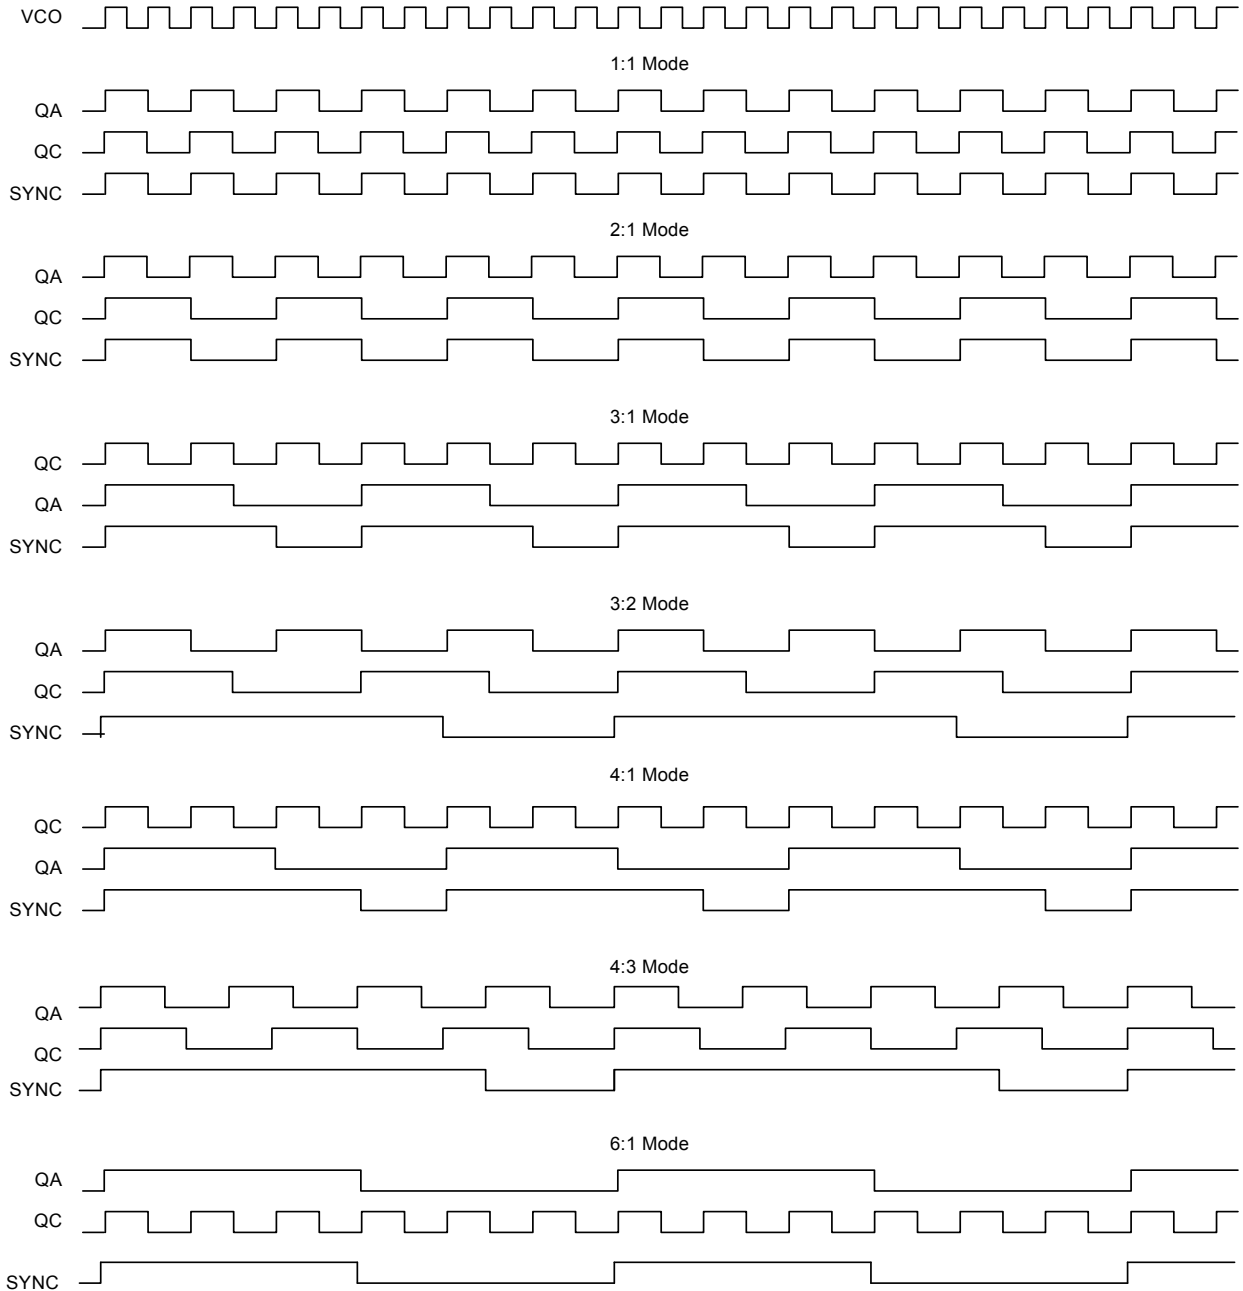 VCO
1:1 Mode
QA
QC
SYNC
2:1 Mode
QA
QC
SYNC
3:1 Mode
QC
QA
SYNC
3:2 Mode
QA
QC
SYNC
4:1 Mode
QC
QA
SYNC
4:3 Mode
QA
QC
SYNC
6:1 Mode
QA
QC
SYNC